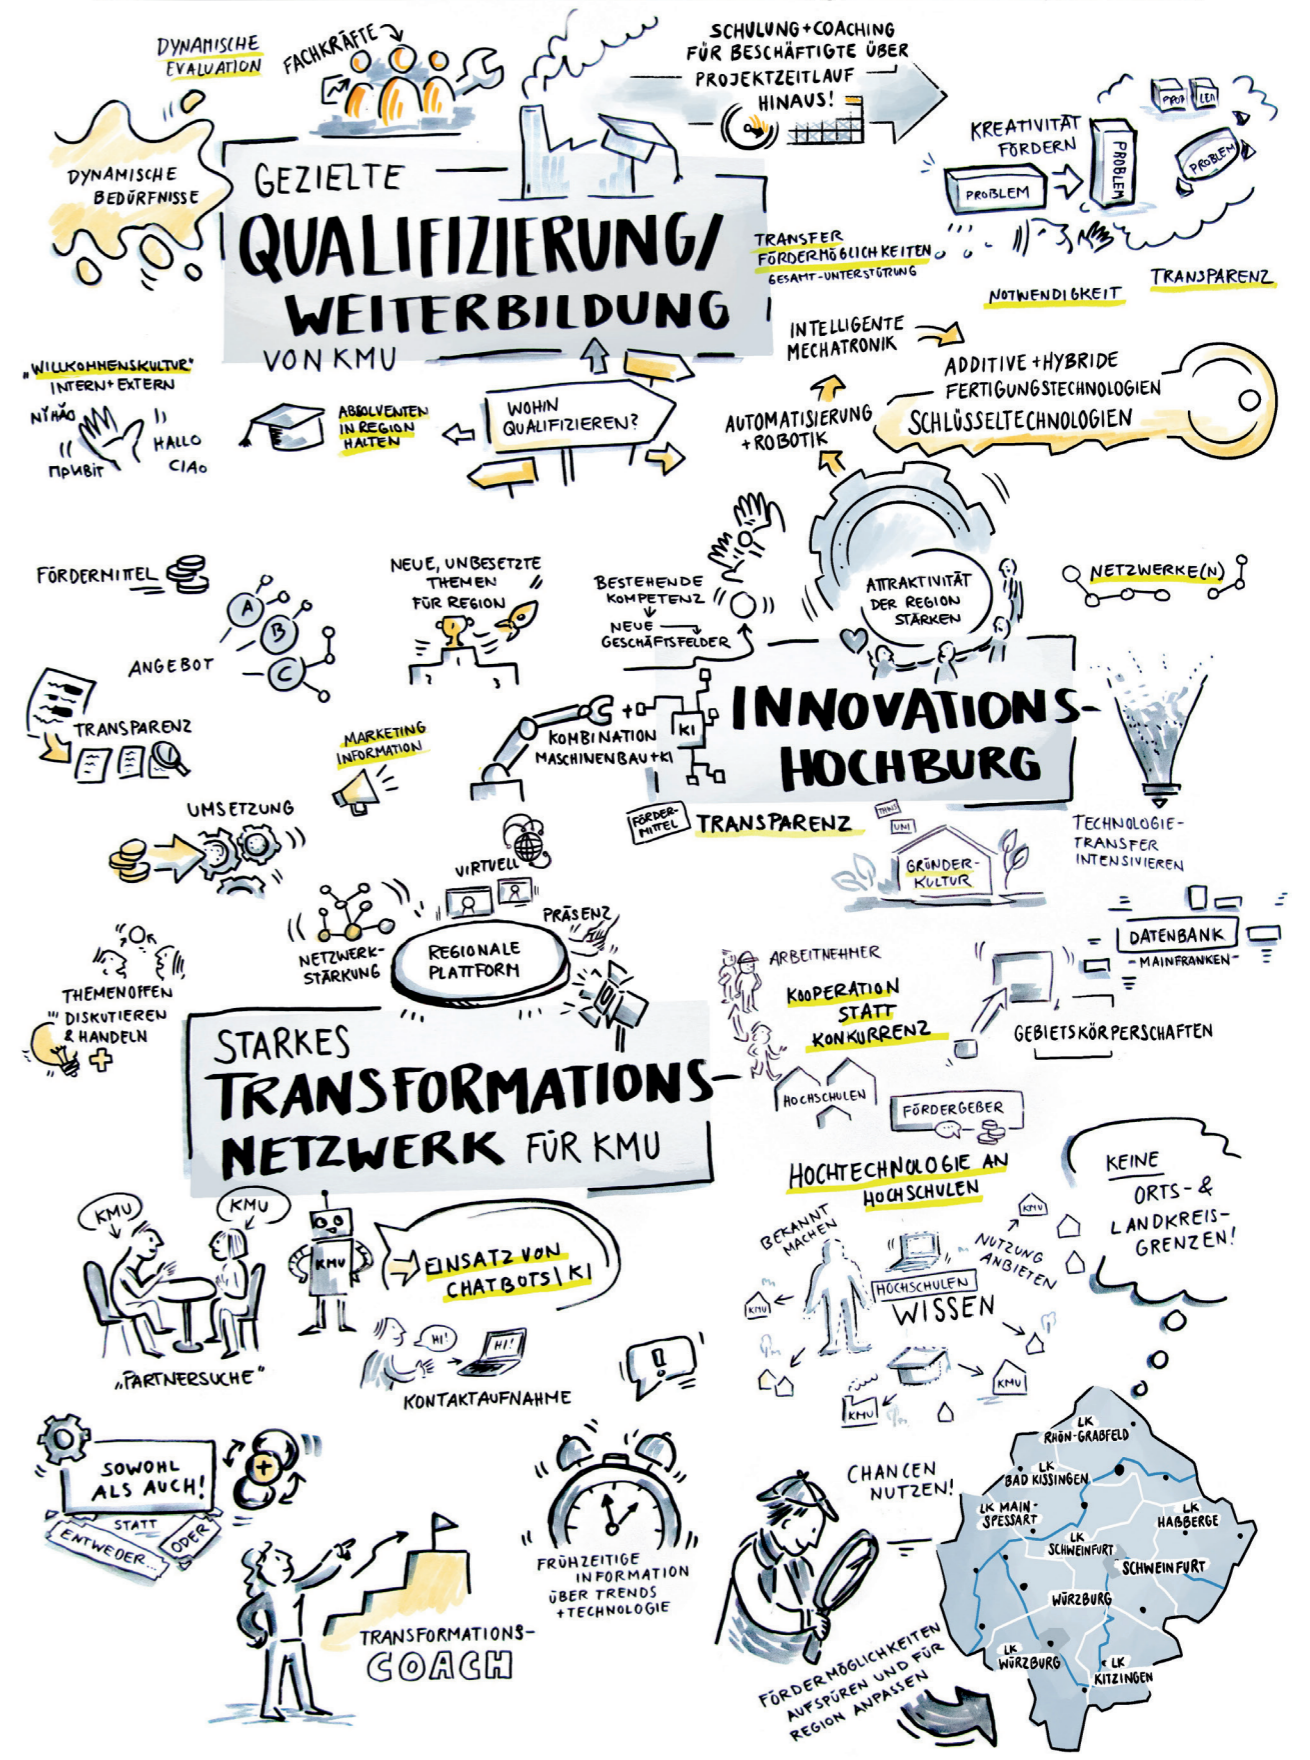 DYNAMISCHE
EVALUATION
FACHKRÄFTE
SCHULUNG+COACHING
FÜR BESCHÄFTIGTE ÜBER
PROJEKTZEITLAUF
HINAUS!
DYNAMISCHE
BEDÜRFNISSE
GEZIELTE
QUALIFIZIERUNG/
WEITERBILDUNG
VON KMU
KREATIVITÄT
FÖRDERN
PROBLEM
PROBLEM
PROBLEM
TRANSFER
FÖRDERMÖGLICHKEITEN
GESAMT-UNTERSTÜTZUNG
NOTWENDIGKEIT
TRANSPARENZ
„WILLKOMMENSKULTUR"
INTERN+EXTERN
NǏHǍO
HALLO
ПРИВІТ
CIAO
ABSOLVENTEN
IN REGION
HALTEN
WOHIN
QUALIFIZIEREN?
INTELLIGENTE
MECHATRONIK
AUTOMATISIERUNG
+ROBOTIK
ADDITIVE+HYBRIDE
FERTIGUNGSTECHNOLOGIEN
SCHLÜSSELTECHNOLOGIEN
FÖRDERMITTEL
A
B
C
ANGEBOT
TRANSPARENZ
NEUE, UNBESETZTE
THEMEN
FÜR REGION
BESTEHENDE
KOMPETENZ
NEUE
GESCHÄFTSFELDER
ATTRAKTIVITÄT
DER REGION
STÄRKEN
NETZWERKE(N)
INNOVATIONS-
HOCHBURG
KI
KOMBINATION
MASCHINENBAU+KI
MARKETING
INFORMATION
UMSETZUNG
FÖRDER-
MITTEL
TRANSPARENZ
THWS
UNI
GRÜNDER-
KULTUR
TECHNOLOGIE-
TRANSFER
INTENSIVIEREN
VIRTUELL
PRÄSENZ
NETZWERK-
STÄRKUNG
REGIONALE
PLATTFORM
THEMENOFFEN
DISKUTIEREN
& HANDELN
ARBEITNEHMER
KOOPERATION
STATT
KONKURRENZ
DATENBANK
-MAINFRANKEN-
GEBIETSKÖRPERSCHAFTEN
HOCHSCHULEN
FÖRDERGEBER
STARKES
TRANSFORMATIONS-
NETZWERK FÜR KMU
HOCHTECHNOLOGIE AN
HOCHSCHULEN
KEINE
ORTS-&
LANDKREIS-
GRENZEN!
KMU
KMU
KMU
„PARTNERSUCHE"
EINSATZ VON
CHATBOTS | KI
HI!
HI!
KONTAKTAUFNAHME
!
BEKANNT
MACHEN
NUTZUNG
ANBIETEN
HOCHSCHULEN
WISSEN
KMU
KMU
KMU
KMU
SOWOHL
ALS AUCH!
STATT
ENTWEDER...
ODER
TRANSFORMATIONS-
COACH
FRÜHZEITIGE
INFORMATION
ÜBER TRENDS
+TECHNOLOGIE
CHANCEN
NUTZEN!
FÖRDERMÖGLICHKEITEN
AUFSPÜREN UND FÜR
REGION ANPASSEN
LK
RHÖN-GRABFELD
LK
BAD KISSINGEN
LK MAIN-
SPESSART
LK
HAßBERGE
LK
SCHWEINFURT
SCHWEINFURT
WÜRZBURG
LK
WÜRZBURG
LK
KITZINGEN